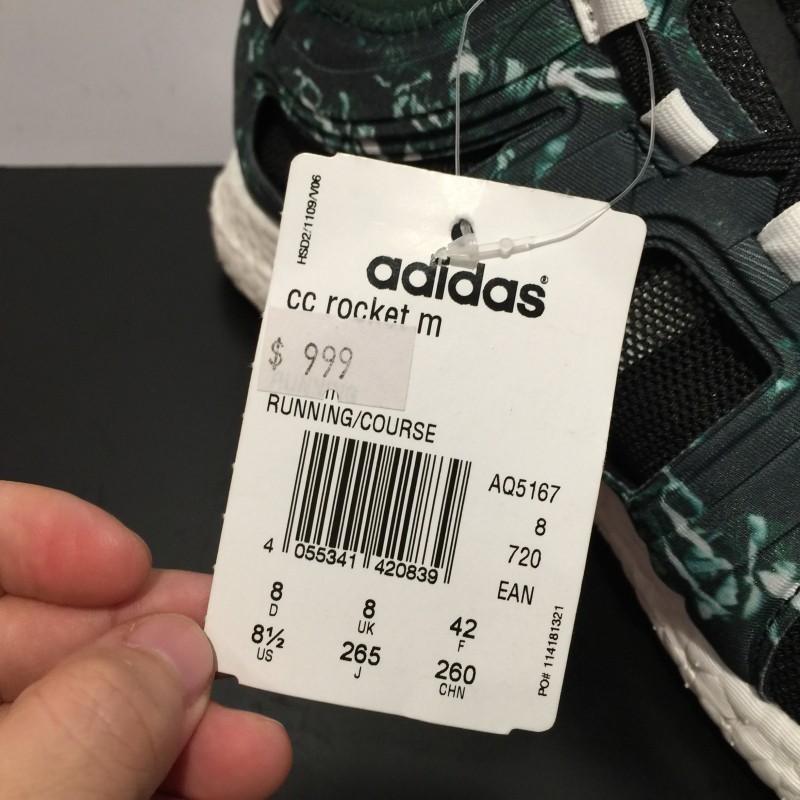 HSD2/1109/V06
adidas®
cc rocket m
$ 999
RUNNING/COURSE
AQ5167
8
720
EAN
4 055341 420839
8 D
8 UK
42 F
8½ US
265 J
260 CHN
PO# 114181321